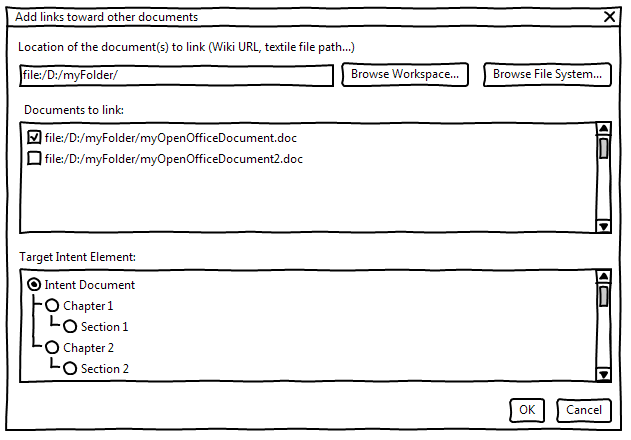 Add links toward other documents
Location of the document(s) to link (Wiki URL, textile file path...)
file:/D:/myFolder/
Browse Workspace...
Browse File System...
Documents to link:
file:/D:/myFolder/myOpenOfficeDocument.doc
file:/D:/myFolder/myOpenOfficeDocument2.doc
Target Intent Element:
Intent Document
Chapter 1
Section 1
Chapter 2
Section 2
OK
Cancel